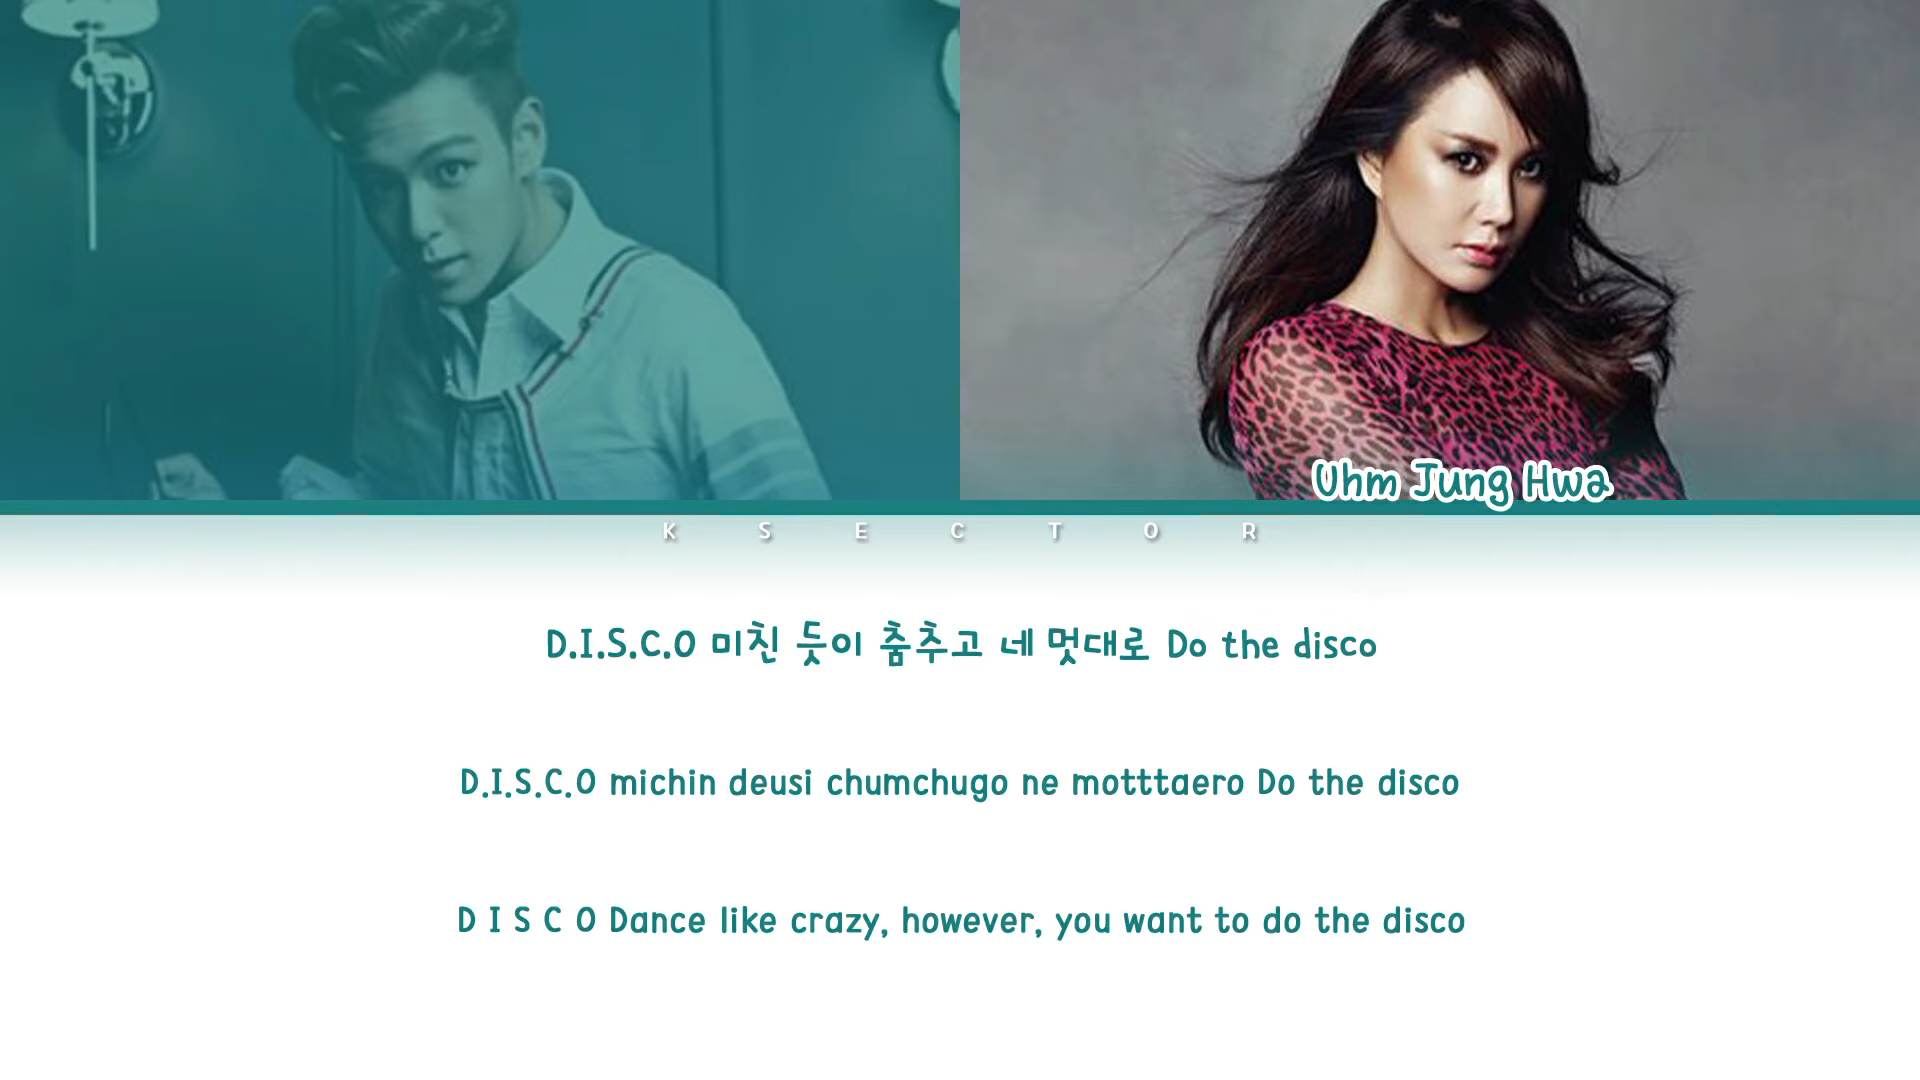 Uhm Jung Hwa
K S E C T O R
D.I.S.C.O 미친 듯이 춤추고 네 멋대로 Do the disco
D.I.S.C.O michin deusi chumchugo ne motttaero Do the disco
D I S C O Dance like crazy, however, you want to do the disco